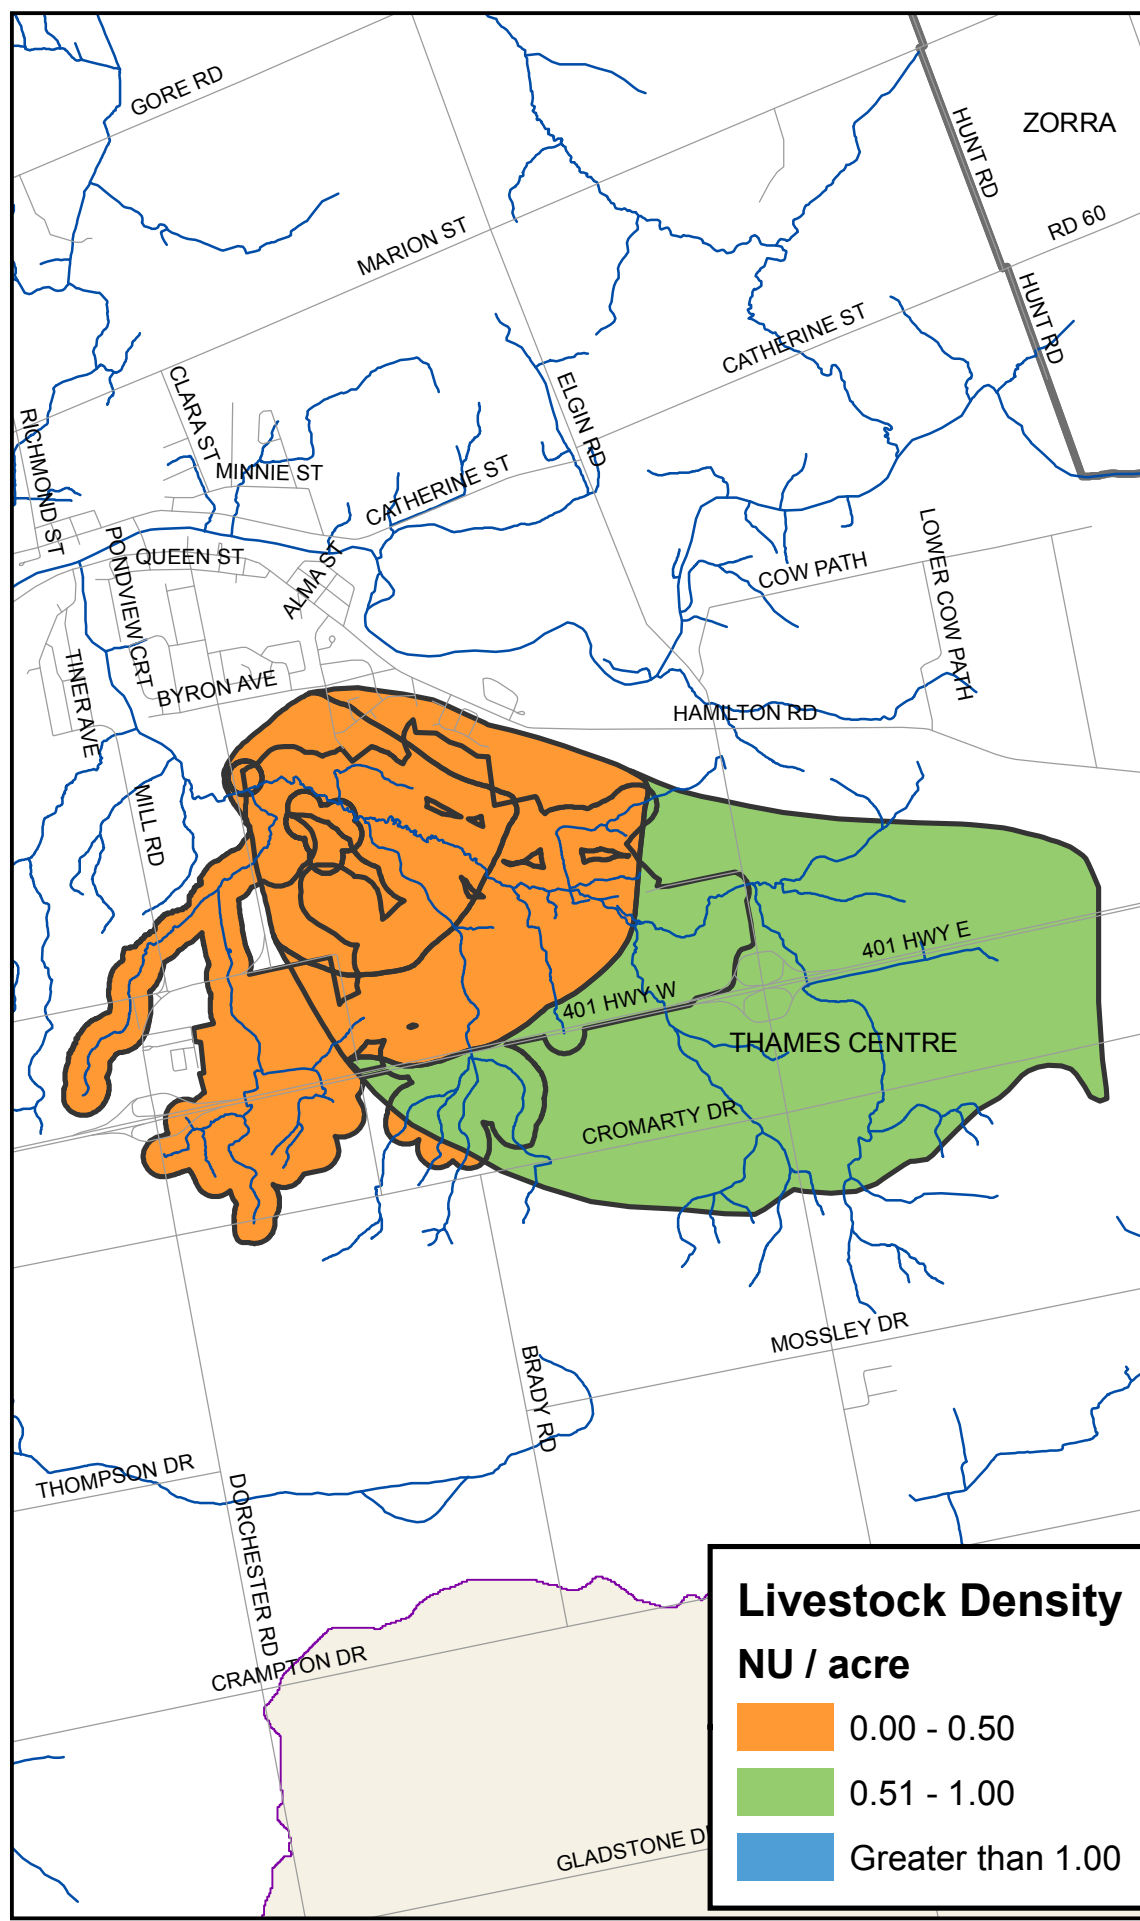 GORE RD
HUNT RD
ZORRA
MARION ST
RD 60
HUNT RD
CATHERINE ST
CLARA ST
ELGIN RD
RICHMOND ST
MINNIE ST
CATHERINE ST
LOWER COW PATH
PONDVIEW CRT
QUEEN ST
ALMA ST
COW PATH
TINER AVE
BYRON AVE
HAMILTON RD
MILL RD
401 HWY E
401 HWY W
THAMES CENTRE
CROMARTY DR
MOSSLEY DR
BRADY RD
THOMPSON DR
DORCHESTER RD
CRAMPTON DR
GLADSTONE D
Livestock Density
NU / acre
0.00 - 0.50
0.51 - 1.00
Greater than 1.00